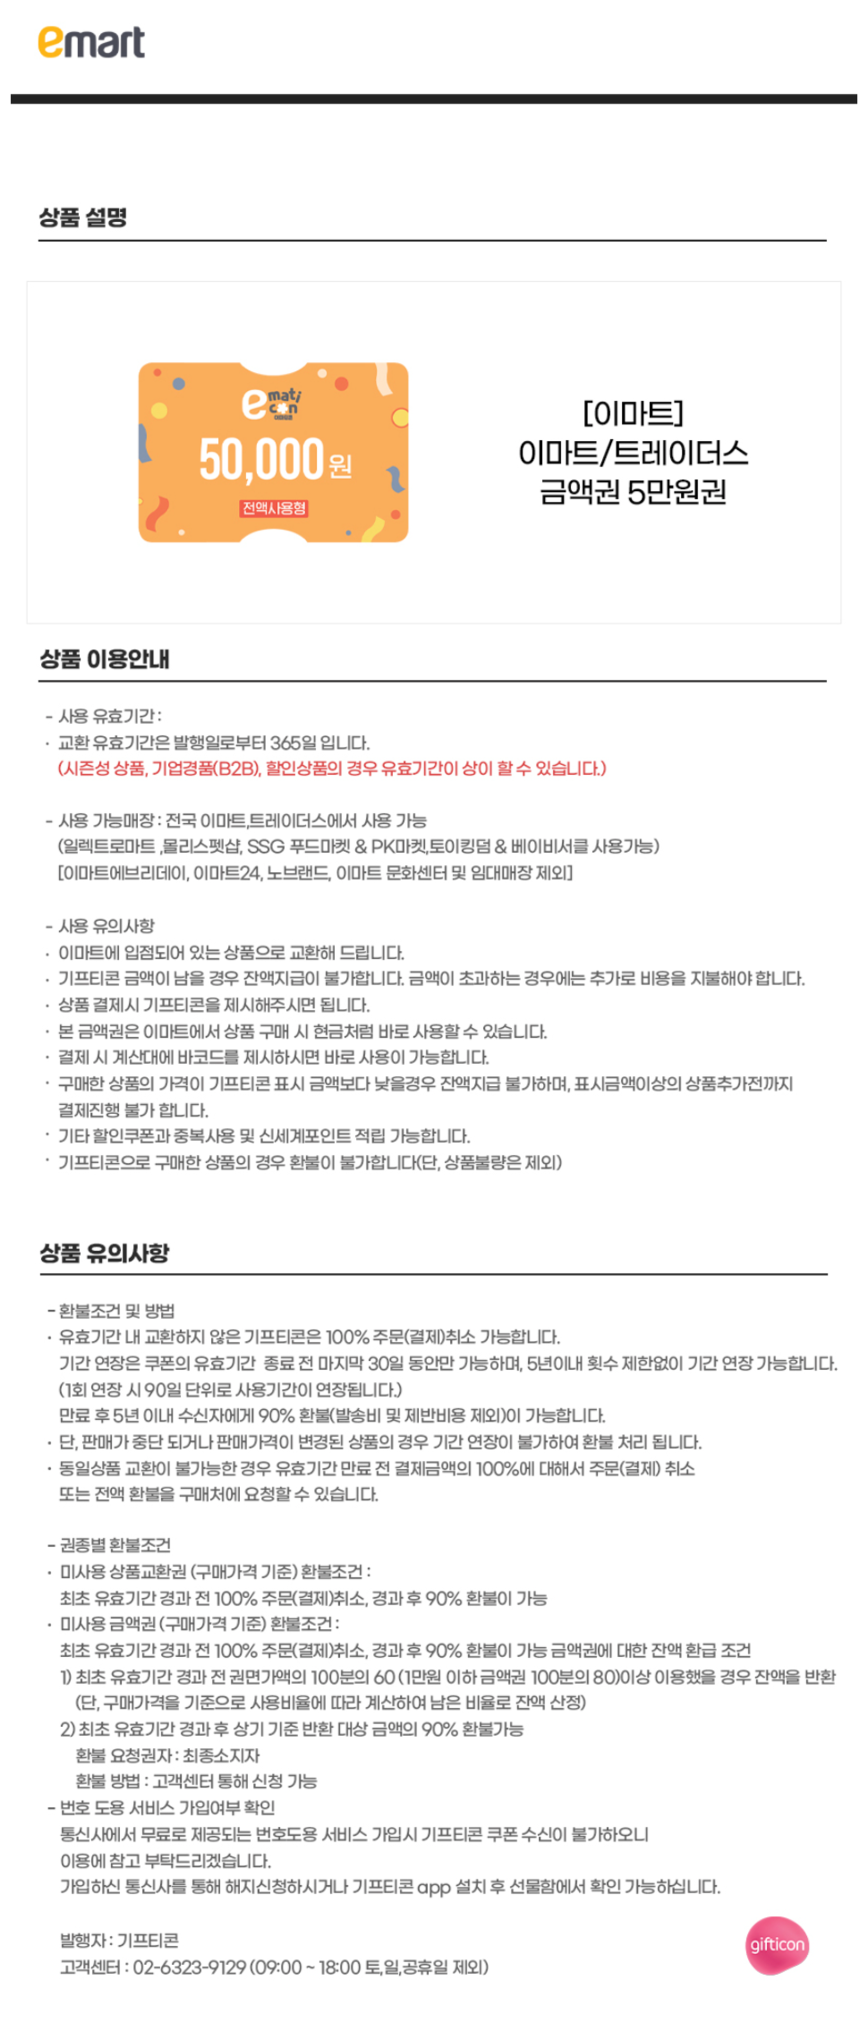 emart
상품 설명
ematicon
50,000원
전액사용형
[이마트]
이마트/트레이더스
금액권 5만원권
상품 이용안내
- 사용 유효기간 :
· 교환 유효기간은 발행일로부터 365일 입니다.
(시즌성 상품, 기업경품(B2B), 할인상품의 경우 유효기간이 상이 할 수 있습니다.)
- 사용 가능매장 : 전국 이마트,트레이더스에서 사용 가능
(일렉트로마트 ,몰리스펫샵, SSG 푸드마켓 & PK마켓,토이킹덤 & 베이비서클 사용가능)
[이마트에브리데이, 이마트24, 노브랜드, 이마트 문화센터 및 임대매장 제외]
- 사용 유의사항
· 이마트에 입점되어 있는 상품으로 교환해 드립니다.
· 기프티콘 금액이 남을 경우 잔액지급이 불가합니다. 금액이 초과하는 경우에는 추가로 비용을 지불해야 합니다.
· 상품 결제시 기프티콘을 제시해주시면 됩니다.
· 본 금액권은 이마트에서 상품 구매 시 현금처럼 바로 사용할 수 있습니다.
· 결제 시 계산대에 바코드를 제시하시면 바로 사용이 가능합니다.
· 구매한 상품의 가격이 기프티콘 표시 금액보다 낮을경우 잔액지급 불가하며, 표시금액이상의 상품추가전까지
결제진행 불가 합니다.
· 기타 할인쿠폰과 중복사용 및 신세계포인트 적립 가능합니다.
· 기프티콘으로 구매한 상품의 경우 환불이 불가합니다(단, 상품불량은 제외)
상품 유의사항
- 환불조건 및 방법
· 유효기간 내 교환하지 않은 기프티콘은 100% 주문(결제)취소 가능합니다.
기간 연장은 쿠폰의 유효기간 종료 전 마지막 30일 동안만 가능하며, 5년이내 횟수 제한없이 기간 연장 가능합니다.
(1회 연장 시 90일 단위로 사용기간이 연장됩니다.)
만료 후 5년 이내 수신자에게 90% 환불(발송비 및 제반비용 제외)이 가능합니다.
· 단, 판매가 중단 되거나 판매가격이 변경된 상품의 경우 기간 연장이 불가하여 환불 처리 됩니다.
· 동일상품 교환이 불가능한 경우 유효기간 만료 전 결제금액의 100%에 대해서 주문(결제) 취소
또는 전액 환불을 구매처에 요청할 수 있습니다.
- 권종별 환불조건
· 미사용 상품교환권 (구매가격 기준) 환불조건 :
최초 유효기간 경과 전 100% 주문(결제)취소, 경과 후 90% 환불이 가능
· 미사용 금액권 (구매가격 기준) 환불조건 :
최초 유효기간 경과 전 100% 주문(결제)취소, 경과 후 90% 환불이 가능 금액권에 대한 잔액 환급 조건
1) 최초 유효기간 경과 전 권면가액의 100분의 60 (1만원 이하 금액권 100분의 80)이상 이용했을 경우 잔액을 반환
(단, 구매가격을 기준으로 사용비율에 따라 계산하여 남은 비율로 잔액 산정)
2) 최초 유효기간 경과 후 상기 기준 반환 대상 금액의 90% 환불가능
환불 요청권자 : 최종소지자
환불 방법 : 고객센터 통해 신청 가능
- 번호 도용 서비스 가입여부 확인
통신사에서 무료로 제공되는 번호도용 서비스 가입시 기프티콘 쿠폰 수신이 불가하오니
이용에 참고 부탁드리겠습니다.
가입하신 통신사를 통해 해지신청하시거나 기프티콘 app 설치 후 선물함에서 확인 가능하십니다.
발행자 : 기프티콘
gifticon
고객센터 : 02-6323-9129 (09:00 ~ 18:00 토,일,공휴일 제외)